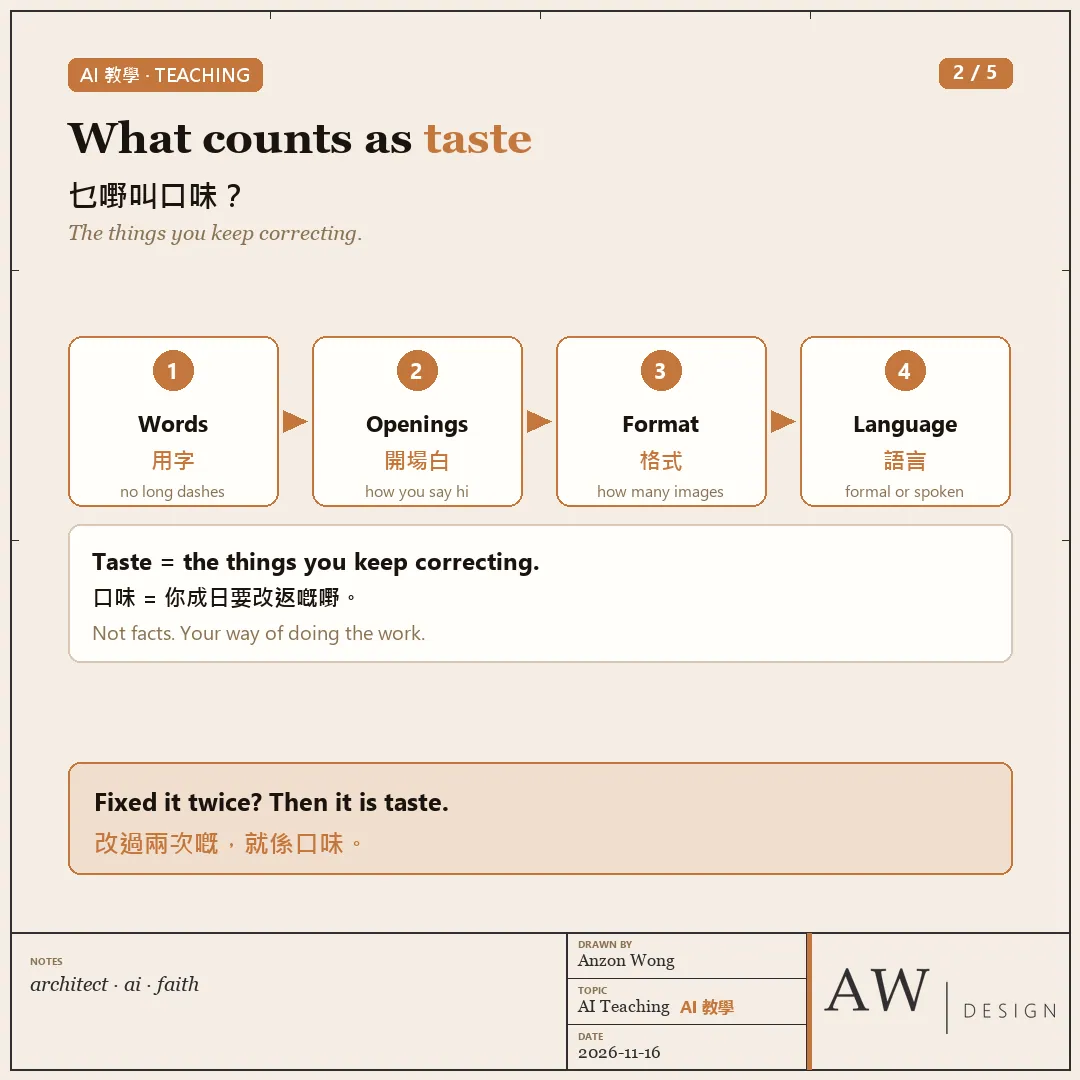 AI 教學 · TEACHING
2 / 5
What counts as taste
乜嘢叫口味？
The things you keep correcting.
1
Words
用字
no long dashes
2
Openings
開場白
how you say hi
3
Format
格式
how many images
4
Language
語言
formal or spoken
Taste = the things you keep correcting.
口味 = 你成日要改返嘅嘢。
Not facts. Your way of doing the work.
Fixed it twice? Then it is taste.
改過兩次嘅，就係口味。
NOTES
architect · ai · faith
DRAWN BY
Anzon Wong
TOPIC
AI Teaching AI 教學
DATE
2026-11-16
AW | DESIGN